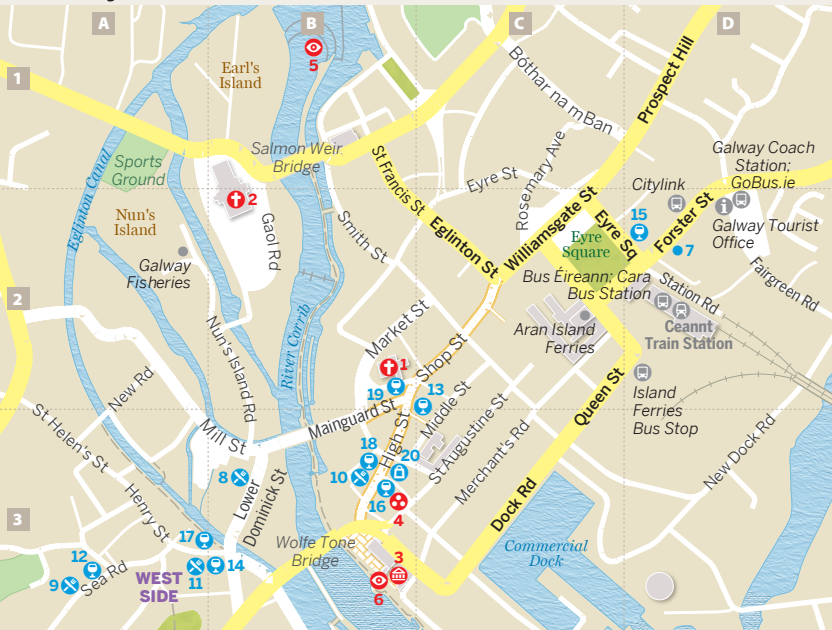 A
B
C
D
1
2
3
Earl's
Island
5
Bóthar na mBan
Prospect Hill
Salmon Weir
Bridge
St Francis St
Eyre St
Rosemary Ave
Galway Coach
Station;
GoBus.ie
Citylink
Sports
Ground
Eglinton Canal
2
Nun's
Island
Gaol Rd
Smith St
Eglinton St
Williamsgate St
Eyre Sq
Eyre
Square
15
Forster St
7
Galway Tourist
Office
Fairgreen Rd
Galway
Fisheries
River Corrib
Bus Éireann; Cara
Bus Station
Station Rd
Ceannt
Train Station
Aran Island
Ferries
Nun's Island Rd
Market St
Shop St
1
19
13
Island
Ferries
Bus Stop
Queen St
New Rd
St Helen's St
Mill St
Mainguard St
High St
Middle St
St Augustine St
Merchant's Rd
New Dock Rd
18
20
10
16
4
8
Lower
Dominick St
Henry St
Dock Rd
Commercial
Dock
Wolfe Tone
Bridge
3
6
17
12
9
Sea Rd
WEST
SIDE
11
14